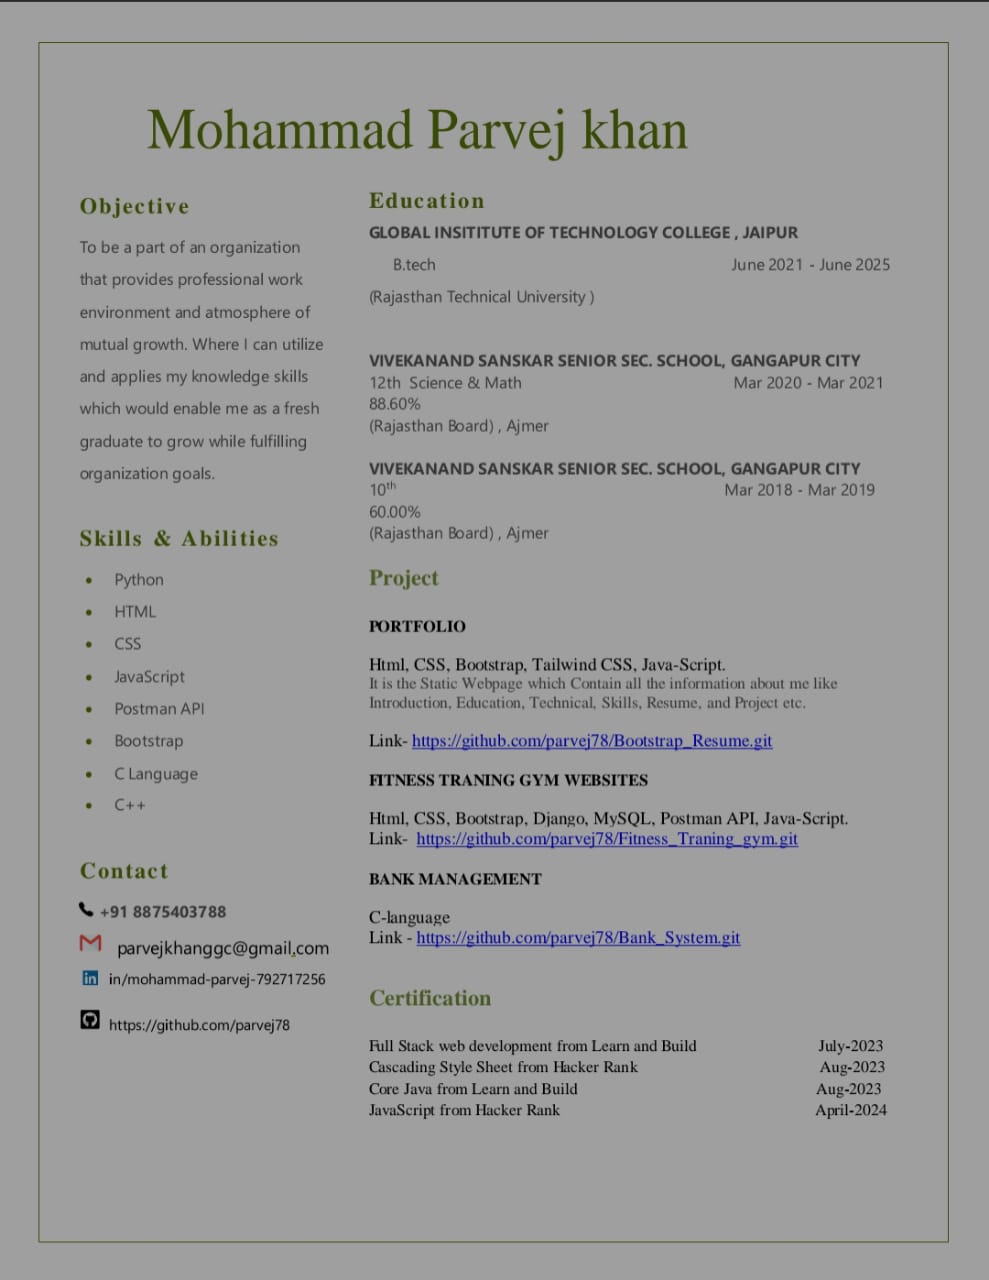 Mohammad Parvej khan
Objective
To be a part of an organization
that provides professional work
environment and atmosphere of
mutual growth. Where I can utilize
and applies my knowledge skills
which would enable me as a fresh
graduate to grow while fulfilling
organization goals.
Skills & Abilities
• Python
• HTML
• CSS
• JavaScript
• Postman API
• Bootstrap
• C Language
• C++
Contact
+91 8875403788
parvejkhanggc@gmail.com
in/mohammad-parvej-792717256
https://github.com/parvej78
Education
GLOBAL INSITITUTE OF TECHNOLOGY COLLEGE , JAIPUR
B.tech June 2021 - June 2025
(Rajasthan Technical University )
VIVEKANAND SANSKAR SENIOR SEC. SCHOOL, GANGAPUR CITY
12th Science & Math Mar 2020 - Mar 2021
88.60%
(Rajasthan Board) , Ajmer
VIVEKANAND SANSKAR SENIOR SEC. SCHOOL, GANGAPUR CITY
10th Mar 2018 - Mar 2019
60.00%
(Rajasthan Board) , Ajmer
Project
PORTFOLIO
Html, CSS, Bootstrap, Tailwind CSS, Java-Script.
It is the Static Webpage which Contain all the information about me like
Introduction, Education, Technical, Skills, Resume, and Project etc.
Link- https://github.com/parvej78/Bootstrap_Resume.git
FITNESS TRANING GYM WEBSITES
Html, CSS, Bootstrap, Django, MySQL, Postman API, Java-Script.
Link- https://github.com/parvej78/Fitness_Traning_gym.git
BANK MANAGEMENT
C-language
Link - https://github.com/parvej78/Bank_System.git
Certification
Full Stack web development from Learn and Build July-2023
Cascading Style Sheet from Hacker Rank Aug-2023
Core Java from Learn and Build Aug-2023
JavaScript from Hacker Rank April-2024